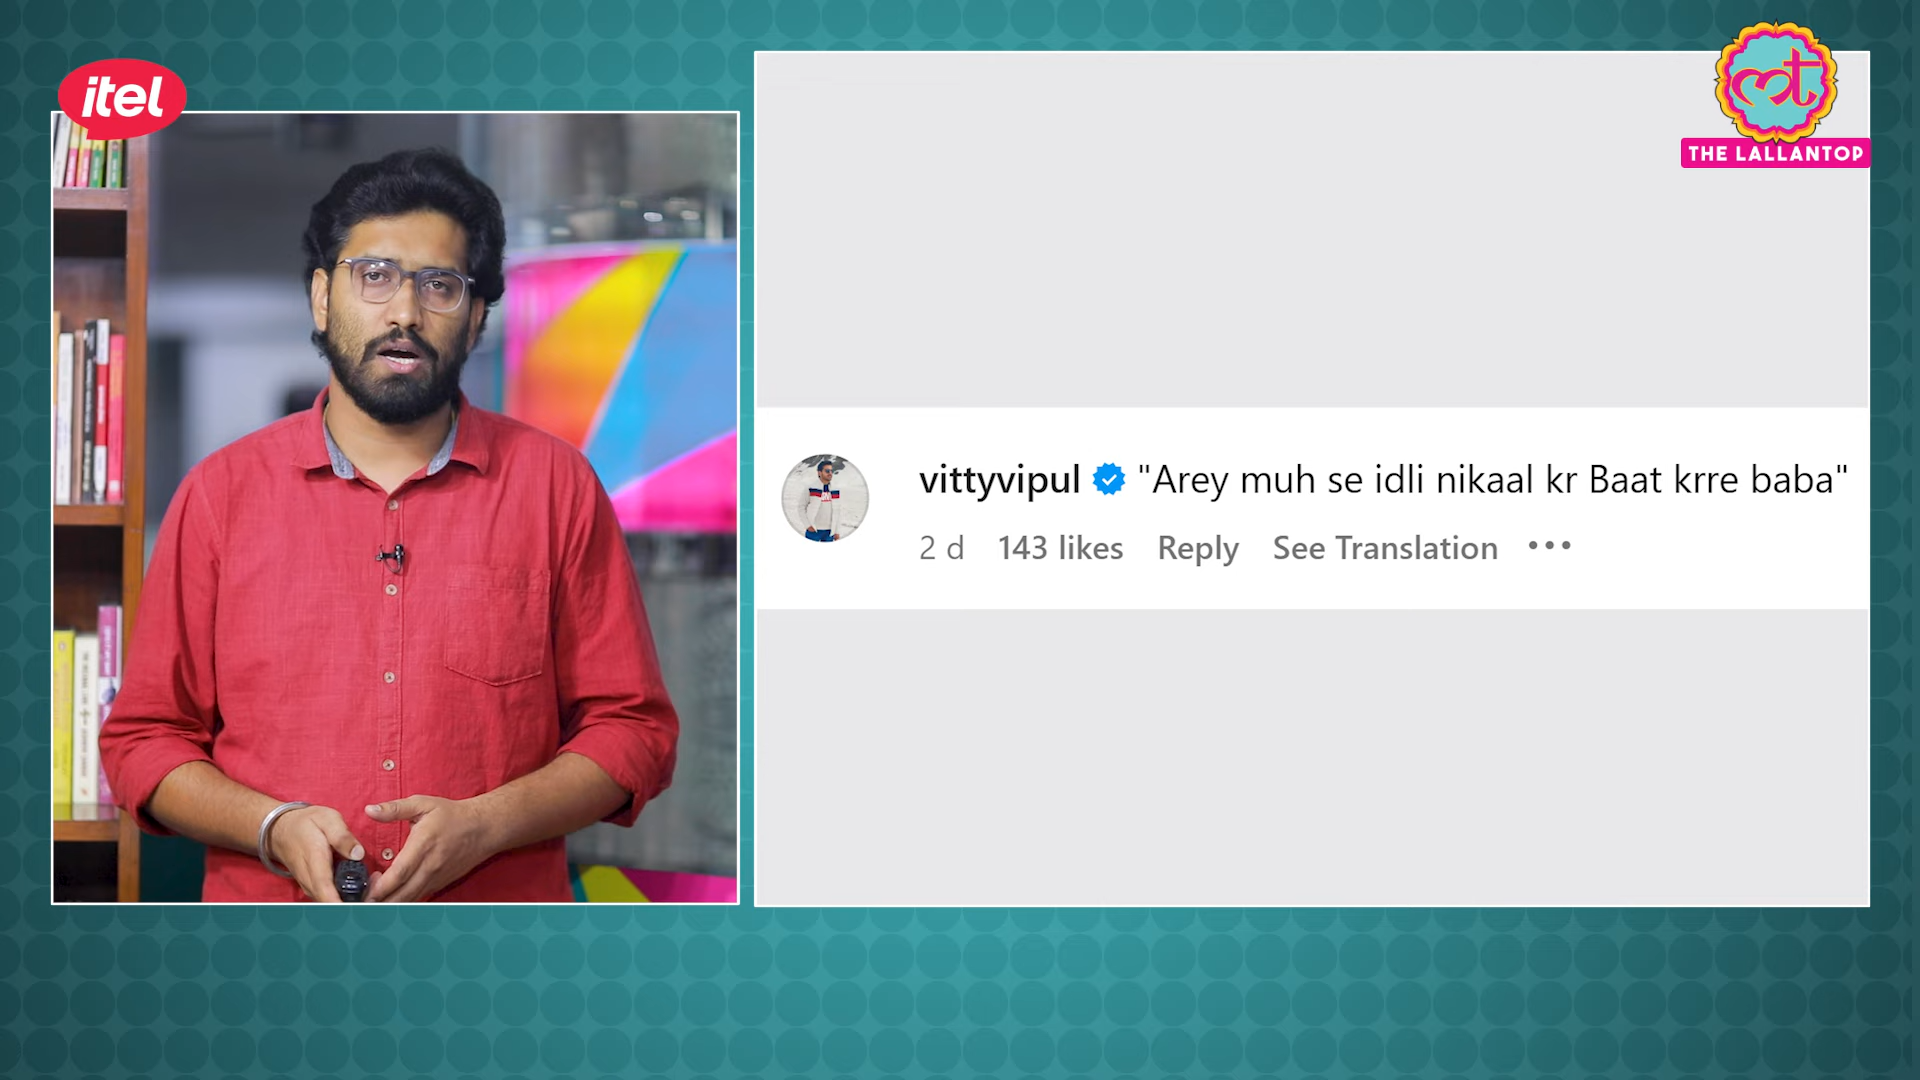 itel
THE LALLANTOP
vittyvipul "Arey muh se idli nikaal kr Baat krre baba"
2 d 143 likes Reply See Translation •••